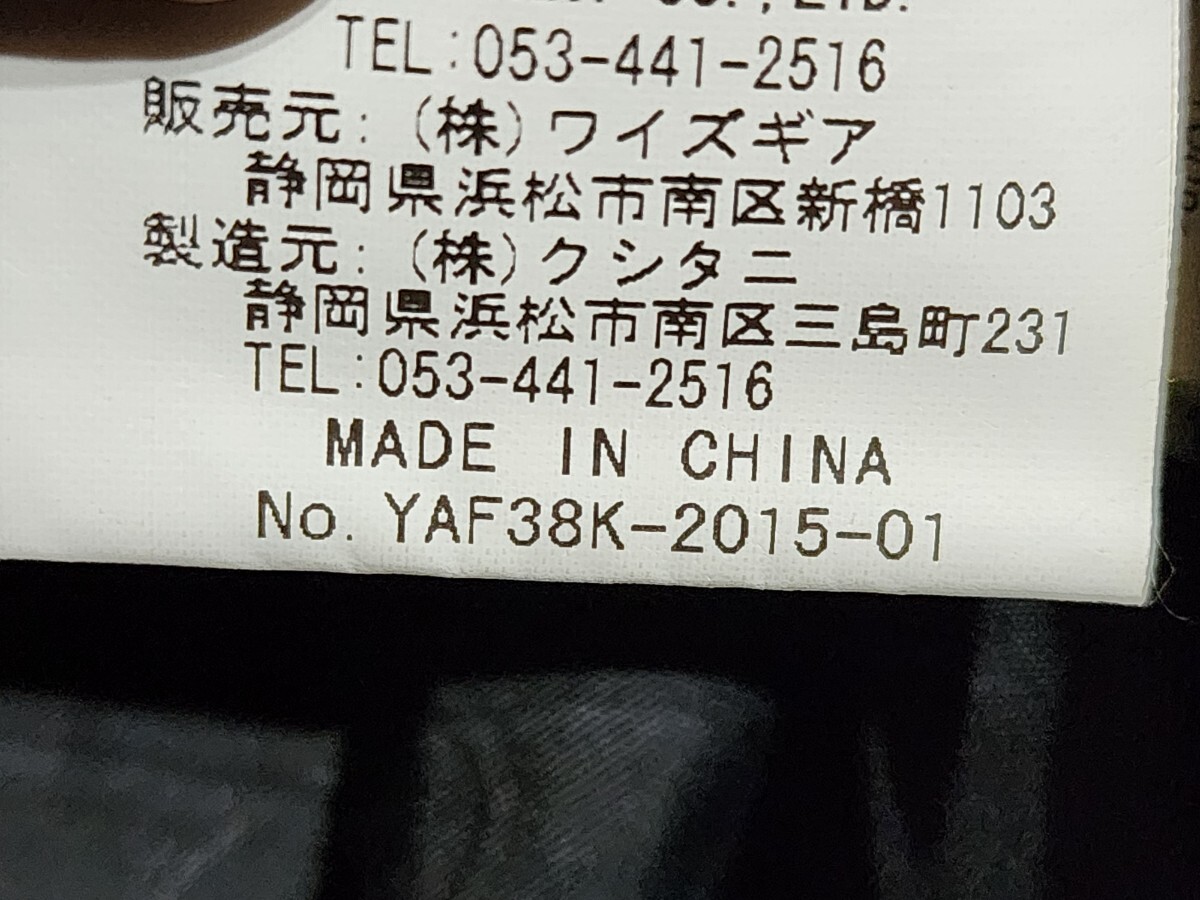 CO.,LTD.
TEL:053-441-2516
販売元:(株)ワイズギア
静岡県浜松市南区新橋1103
製造元:(株)クシタニ
静岡県浜松市南区三島町231
TEL:053-441-2516
MADE IN CHINA
No.YAF38K-2015-01